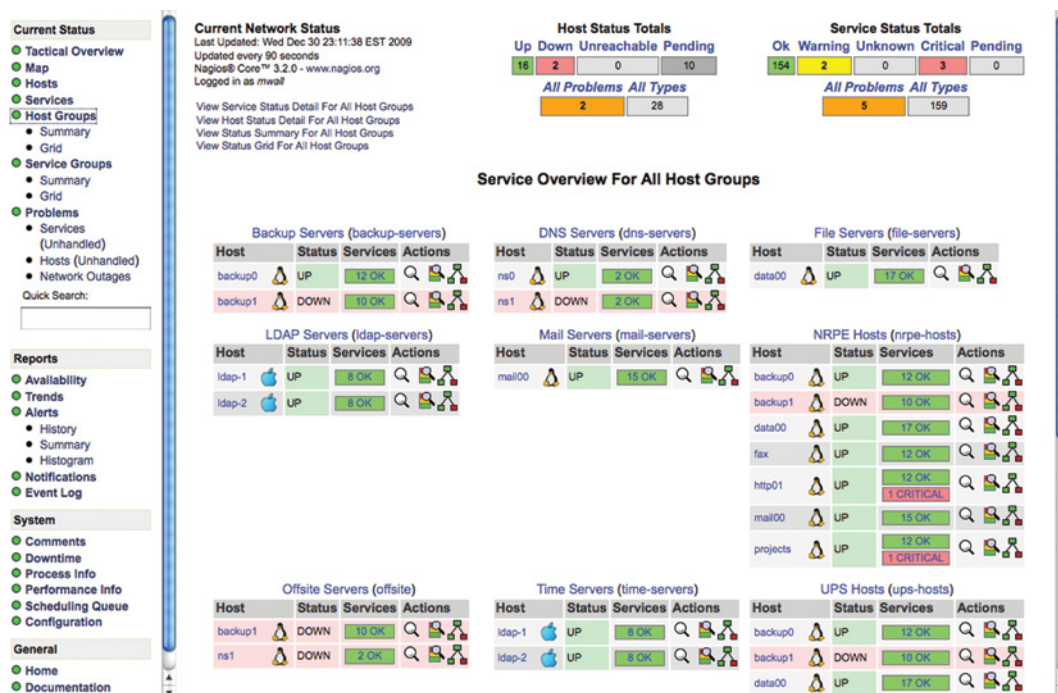 Current Status
Tactical Overview
Map
Hosts
Services
Host Groups
Summary
Grid
Service Groups
Summary
Grid
Problems
Services
(Unhandled)
Hosts (Unhandled)
Network Outages
Quick Search:
Reports
Availability
Trends
Alerts
History
Summary
Histogram
Notifications
Event Log
System
Comments
Downtime
Process Info
Performance Info
Scheduling Queue
Configuration
General
Home
Documentation
Current Network Status
Last Updated: Wed Dec 30 23:11:38 EST 2009
Updated every 90 seconds
Nagios® Core™ 3.2.0 - www.nagios.org
Logged in as mwall
View Service Status Detail For All Host Groups
View Host Status Detail For All Host Groups
View Status Summary For All Host Groups
View Status Grid For All Host Groups
Host Status Totals
Up Down Unreachable Pending
16 2 0 10
All Problems All Types
2 28
Service Status Totals
Ok Warning Unknown Critical Pending
154 2 0 3 0
All Problems All Types
5 159
Service Overview For All Host Groups
Backup Servers (backup-servers)
Host Status Services Actions
backup0 UP 12 OK
backup1 DOWN 10 OK
DNS Servers (dns-servers)
Host Status Services Actions
ns0 UP 2 OK
ns1 DOWN 2 OK
File Servers (file-servers)
Host Status Services Actions
data00 UP 17 OK
LDAP Servers (ldap-servers)
Host Status Services Actions
ldap-1 UP 8 OK
ldap-2 UP 8 OK
Mail Servers (mail-servers)
Host Status Services Actions
mail00 UP 15 OK
NRPE Hosts (nrpe-hosts)
Host Status Services Actions
backup0 UP 12 OK
backup1 DOWN 10 OK
data00 UP 17 OK
fax UP 12 OK
http01 UP 12 OK
1 CRITICAL
mail00 UP 15 OK
projects UP 12 OK
1 CRITICAL
Offsite Servers (offsite)
Host Status Services Actions
backup1 DOWN 10 OK
ns1 DOWN 2 OK
Time Servers (time-servers)
Host Status Services Actions
ldap-1 UP 8 OK
ldap-2 UP 8 OK
UPS Hosts (ups-hosts)
Host Status Services Actions
backup0 UP 12 OK
backup1 DOWN 10 OK
data00 UP 17 OK